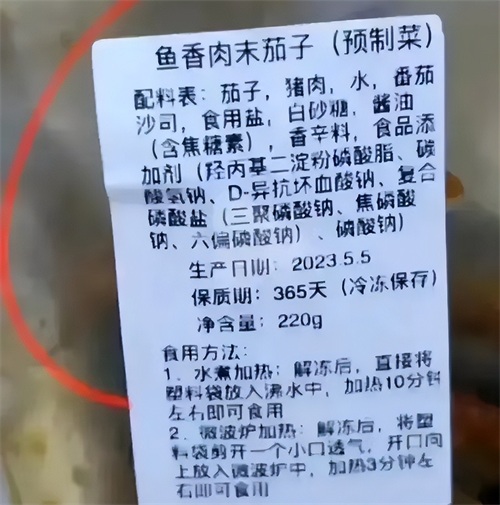 鱼香肉末茄子（预制菜）
配料表：茄子，猪肉，水，番茄
沙司，食用盐，白砂糖，酱油
（含焦糖素），香辛料，食品添
加剂（羟丙基二淀粉磷酸脂、碳
酸氢钠、D-异抗坏血酸钠、复合
磷酸盐（三聚磷酸钠、焦磷酸
钠、六偏磷酸钠）、磷酸钠）
生产日期：2023.5.5
保质期：365天（冷冻保存）
净含量：220g
食用方法：
1．水煮加热：解冻后，直接将
塑料袋放入沸水中，加热10分钟
左右即可食用
2．微波炉加热：解冻后，将塑
料袋剪开一个小口透气，开口向
上放入微波炉中，加热3分钟左
右即可食用